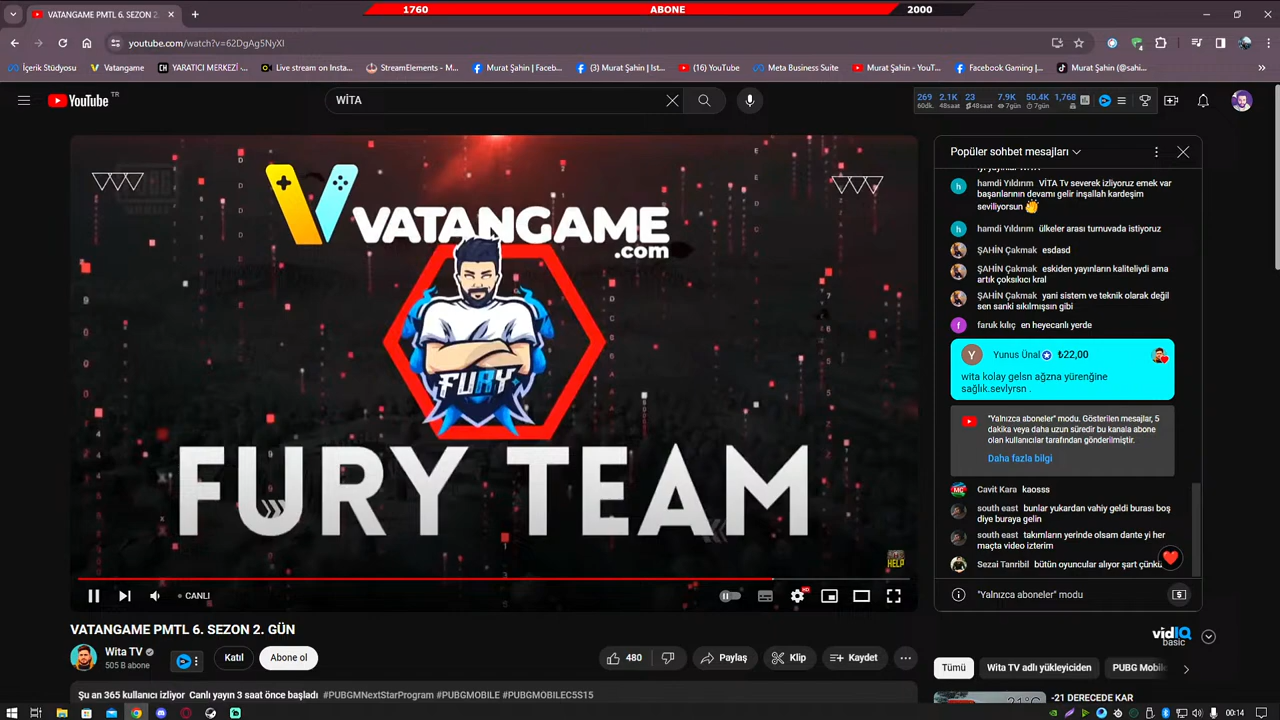 1760 ABONE 2000
VATANGAME PMTL 6. SEZON 2.
youtube.com/watch?v=62DgAg5NyXI
İçerik Stüdyosu Vatangame YARATICI MERKEZİ -... Live stream on Insta... StreamElements - M... Murat Şahin | Faceb... (3) Murat Şahin | Ist... (16) YouTube Meta Business Suite Murat Şahin - YouT... Facebook Gaming |... Murat Şahin (@sahi...
YouTube TR
WİTA
269 2.1K 23 7.9K 50.4K 1,768
60dk. 48saat 48saat 7gün 7gün
VATANGAME
.com
FURY
FURY TEAM
HELP
CANLI
Popüler sohbet mesajları
hamdi Yıldırım VİTA Tv severek izliyoruz emek var
başarılarının devamı gelir inşallah kardeşim
seviliyorsun
hamdi Yıldırım ülkeler arası turnuvada istiyoruz
ŞAHİN Çakmak esdasd
ŞAHİN Çakmak eskiden yayınların kaliteliydi ama
artık çoksıkıcı kral
ŞAHİN Çakmak yani sistem ve teknik olarak değil
sen sanki sıkılmışsın gibi
faruk kılıç en heyecanlı yerde
Yunus Ünal ₺22,00
wita kolay gelsn ağzna yürenğine
sağlık.sevlyrsn .
"Yalnızca aboneler" modu. Gösterilen mesajlar, 5
dakika veya daha uzun süredir bu kanala abone
olan kullanıcılar tarafından gönderilmiştir.
Daha fazla bilgi
Cavit Kara kaosss
south east bunlar yukardan vahiy geldi burası boş
diye buraya gelin
south east takımların yerinde olsam dante yi her
maçta video izterim
Sezai Tanribil bütün oyuncular alıyor şart çünkü
"Yalnızca aboneler" modu
VATANGAME PMTL 6. SEZON 2. GÜN
Wita TV
505 B abone
Katıl
Abone ol
480
Paylaş
Klip
Kaydet
vidIQ
basic
Tümü Wita TV adlı yükleyiciden PUBG Mobile
Şu an 365 kullanıcı izliyor Canlı yayın 3 saat önce başladı #PUBGMNextStarProgram #PUBGMOBILE #PUBGMOBILEC5S15
-21 DERECEDE KAR
00:14